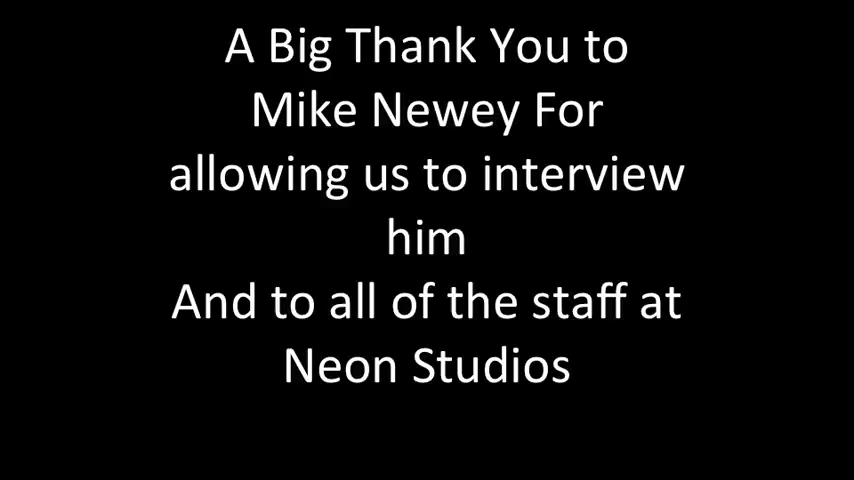 A Big Thank You to
Mike Newey For
allowing us to interview
him
And to all of the staff at
Neon Studios